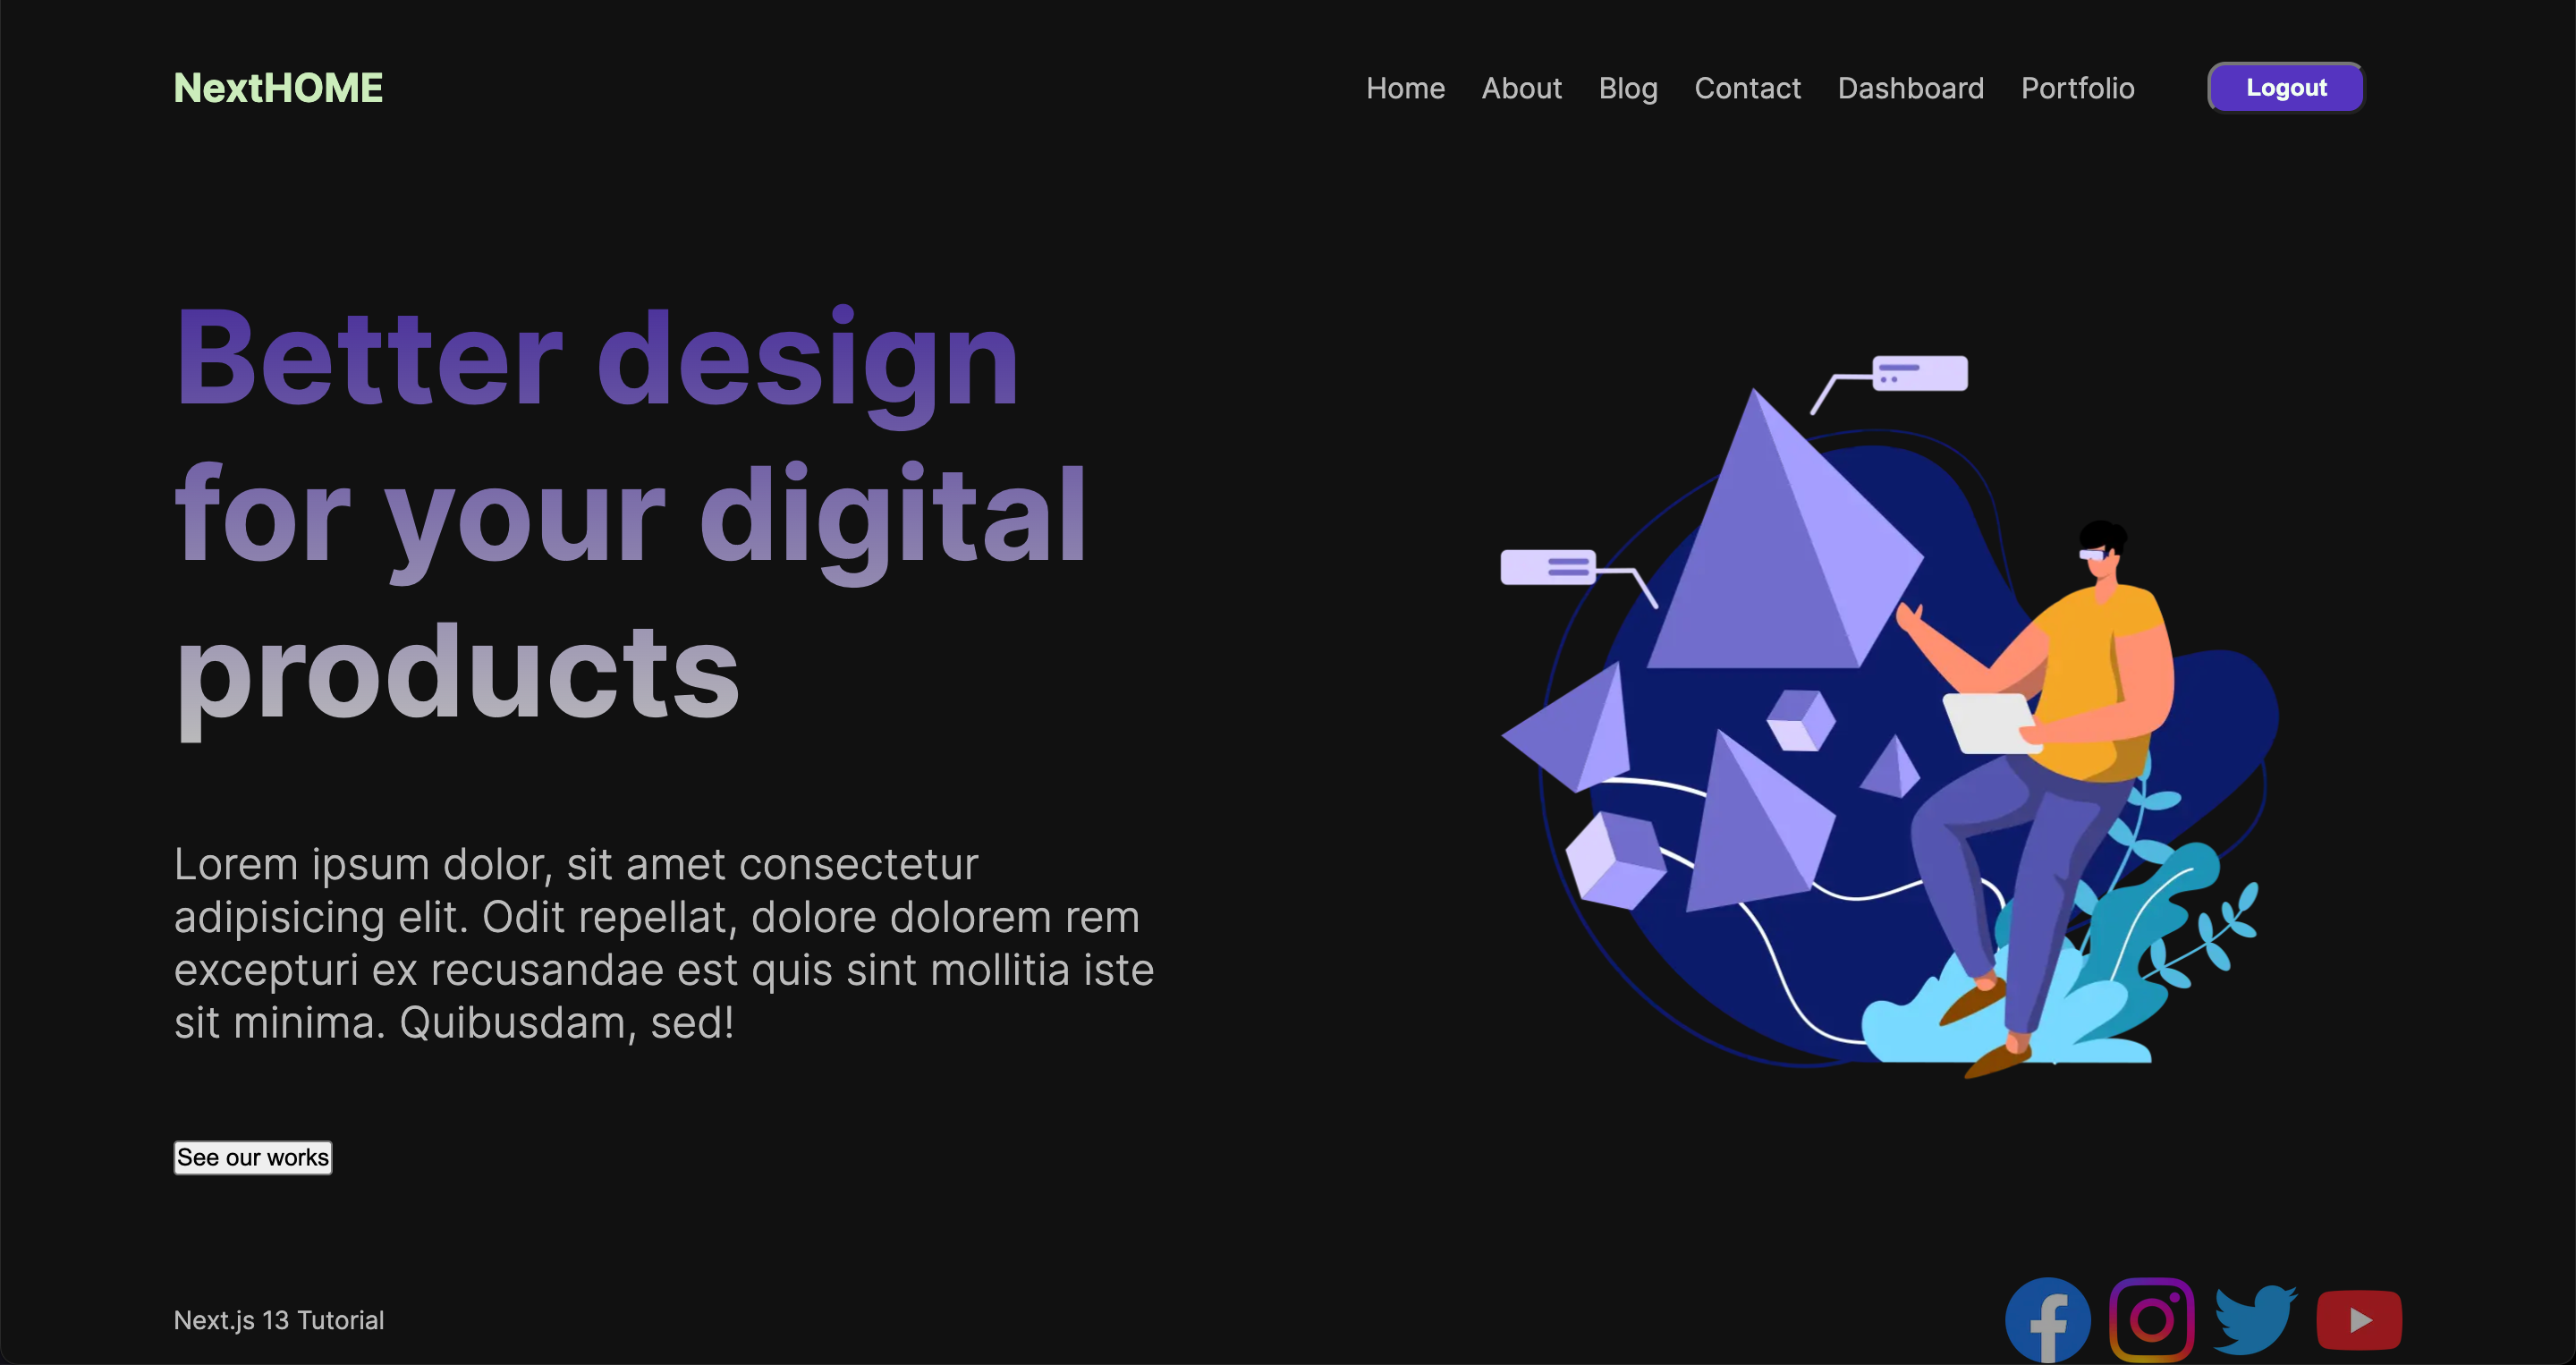 NextHOME
Home About Blog Contact Dashboard Portfolio Logout
Better design
for your digital
products
Lorem ipsum dolor, sit amet consectetur
adipisicing elit. Odit repellat, dolore dolorem rem
excepturi ex recusandae est quis sint mollitia iste
sit minima. Quibusdam, sed!
See our works
Next.js 13 Tutorial